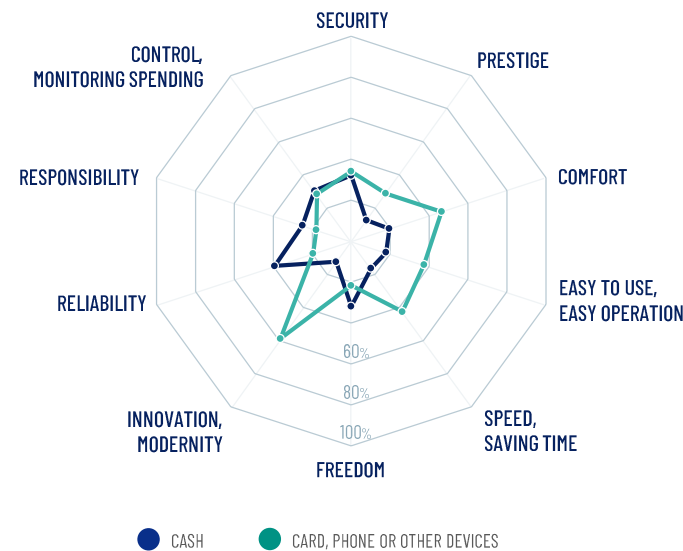 SECURITY
CONTROL,
MONITORING SPENDING
PRESTIGE
RESPONSIBILITY
COMFORT
RELIABILITY
EASY TO USE,
EASY OPERATION
60%
80%
100%
INNOVATION,
MODERNITY
SPEED,
SAVING TIME
FREEDOM
CASH
CARD, PHONE OR OTHER DEVICES